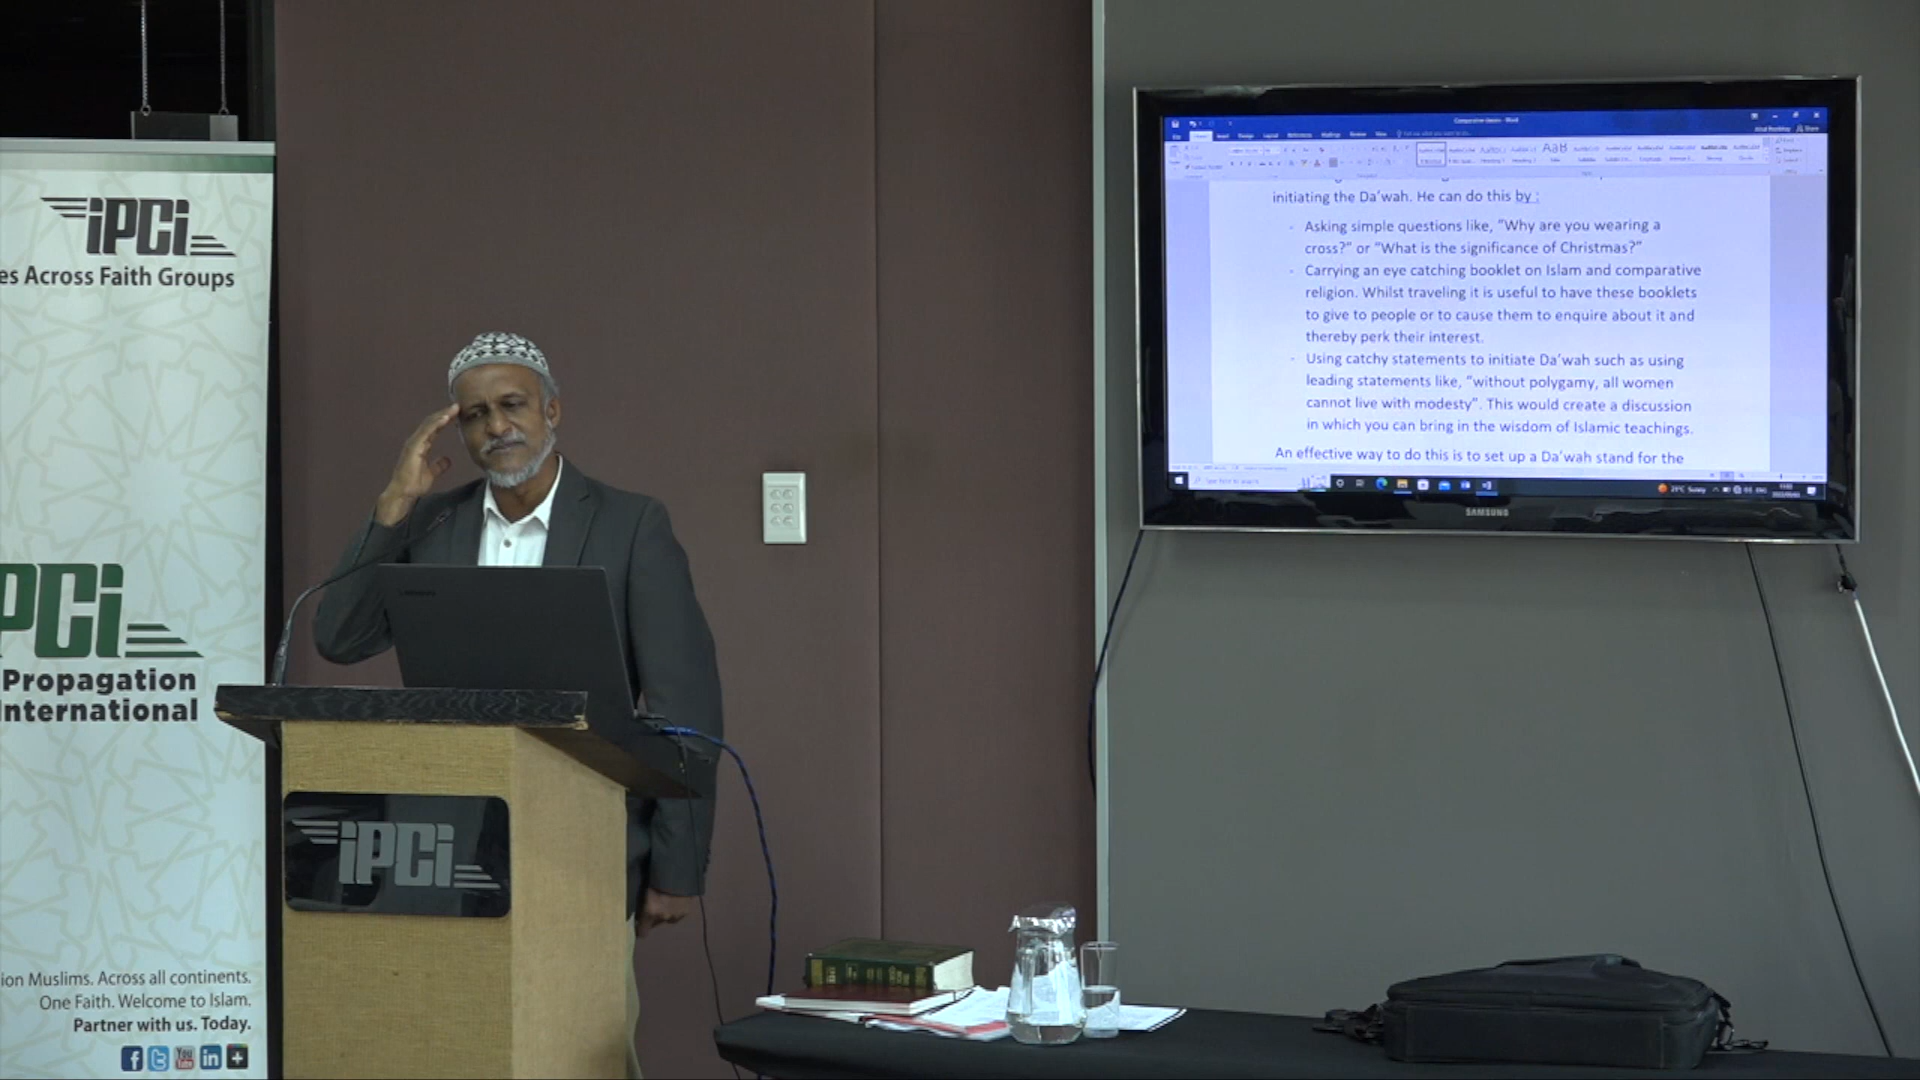 iPCi
es Across Faith Groups
PCi
Propagation
International
ion Muslims. Across all continents.
One Faith. Welcome to Islam.
Partner with us. Today.
iPCi
Comparative - Word
initiating the Da'wah. He can do this by :
- Asking simple questions like, "Why are you wearing a
cross?" or "What is the significance of Christmas?"
- Carrying an eye catching booklet on Islam and comparative
religion. Whilst traveling it is useful to have these booklets
to give to people or to cause them to enquire about it and
thereby perk their interest.
- Using catchy statements to initiate Da'wah such as using
leading statements like, "without polygamy, all women
cannot live with modesty". This would create a discussion
in which you can bring in the wisdom of Islamic teachings.
An effective way to do this is to set up a Da'wah stand for the
21°C Sunny
SAMSUNG